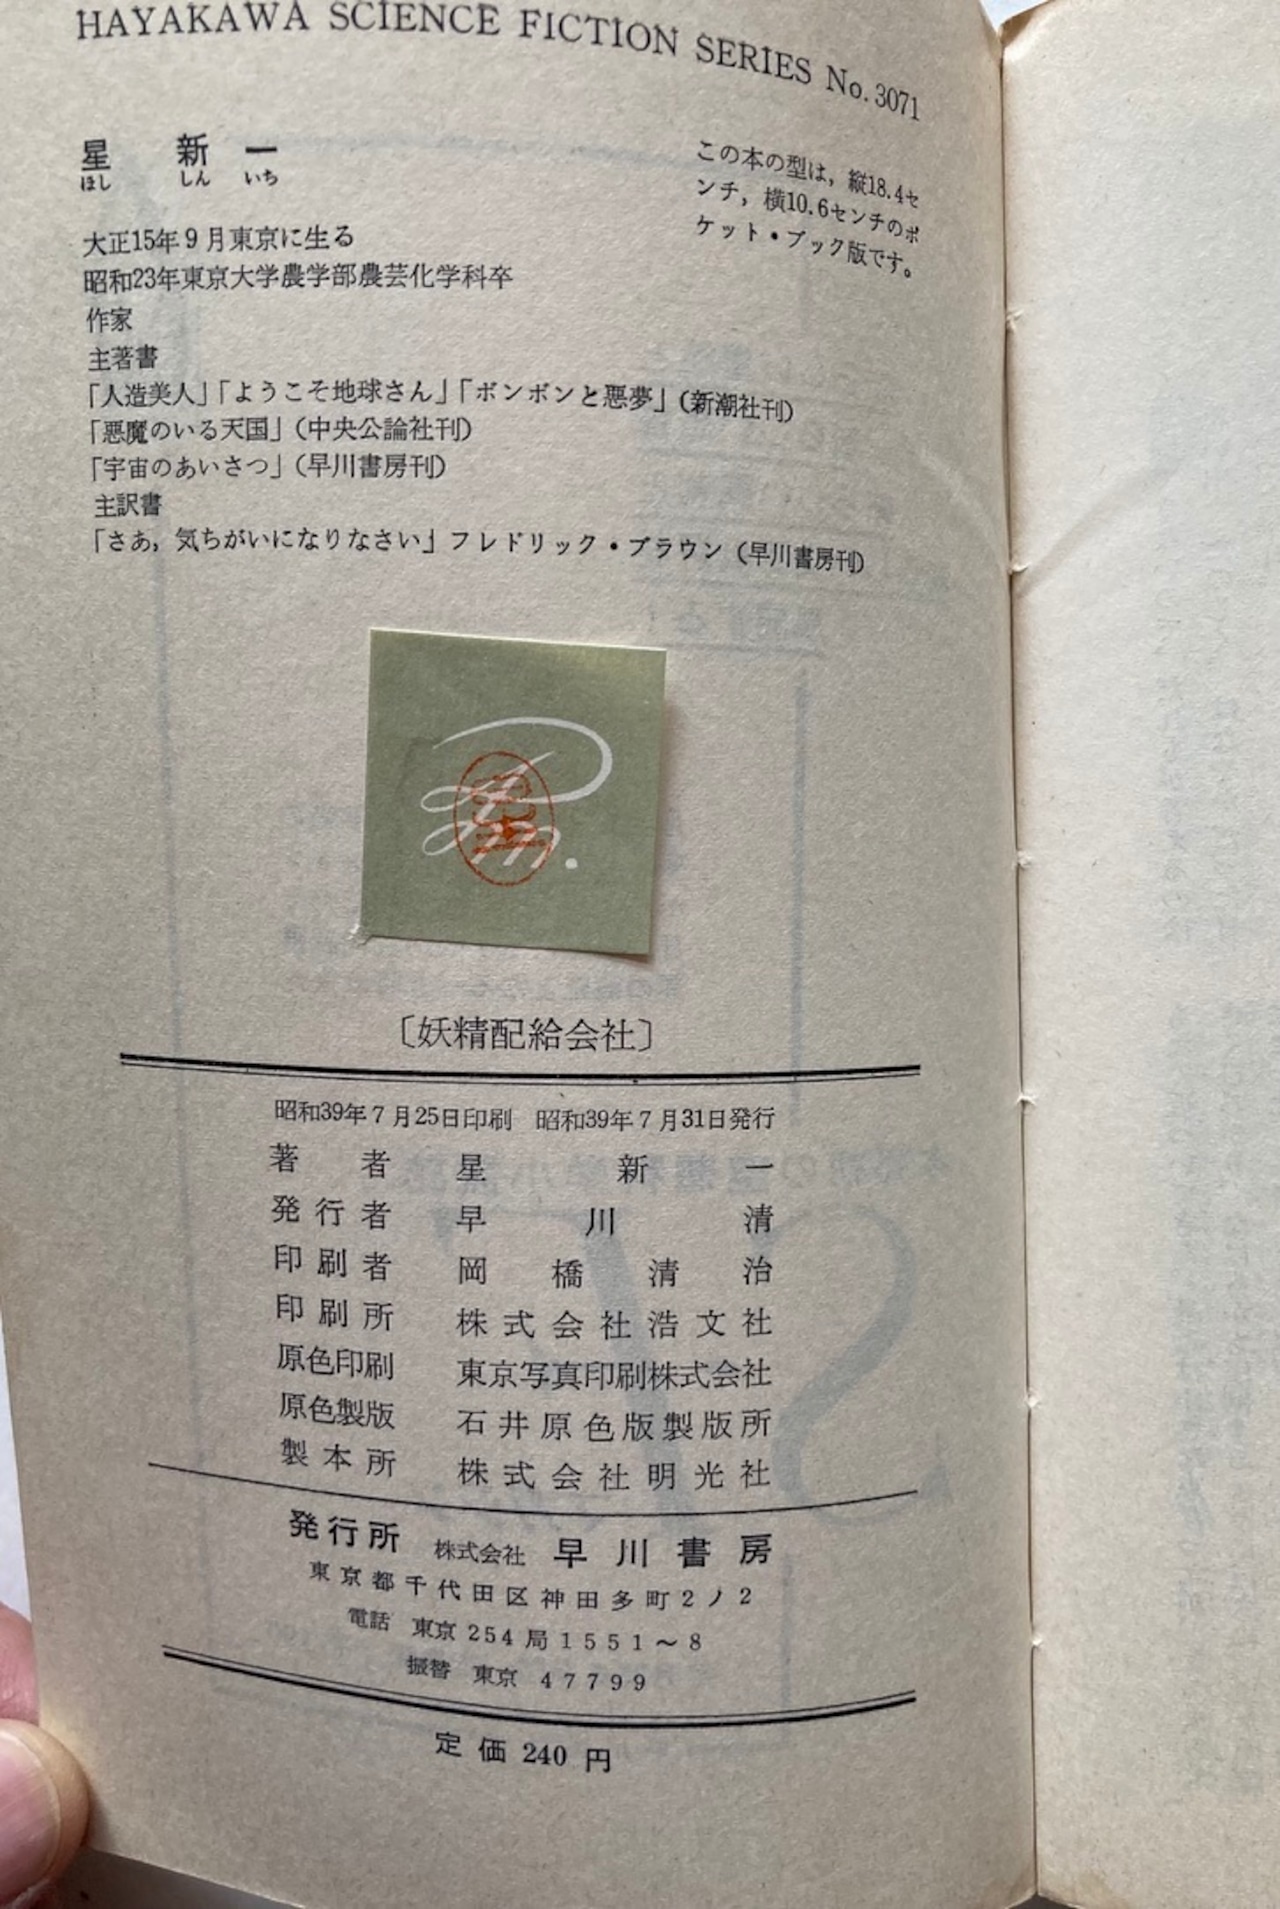 HAYAKAWA SCIENCE FICTION SERIES No. 3071
この本の型は，縦18.4セ
ンチ，横10.6センチのポ
ケット・ブック版です。
星 新 一
ほし しん いち
大正15年9月東京に生る
昭和23年東京大学農学部農芸化学科卒
作家
主著書
「人造美人」「ようこそ地球さん」「ボンボンと悪夢」（新潮社刊）
「悪魔のいる天国」（中央公論社刊）
「宇宙のあいさつ」（早川書房刊）
主訳書
「さあ，気ちがいになりなさい」フレドリック・ブラウン（早川書房刊）
星
〔妖精配給会社〕
昭和39年7月25日印刷 昭和39年7月31日発行
著者 星新一
発行者 早川清
印刷者 岡橋清治
印刷所 株式会社浩文社
原色印刷 東京写真印刷株式会社
原色製版 石井原色版製版所
製本所 株式会社明光社
発行所 株式会社 早川書房
東京都千代田区神田多町2ノ2
電話 東京254局1551～8
振替 東京 47799
定価 240 円